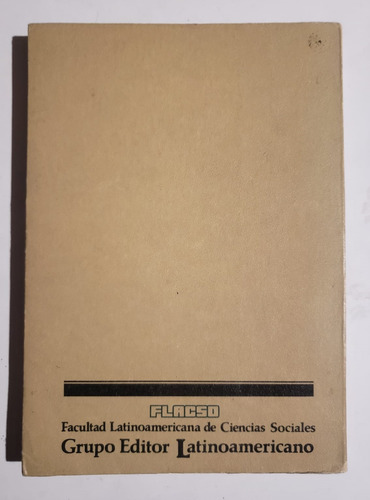 FLACSO
Facultad Latinoamericana de Ciencias Sociales
Grupo Editor Latinoamericano